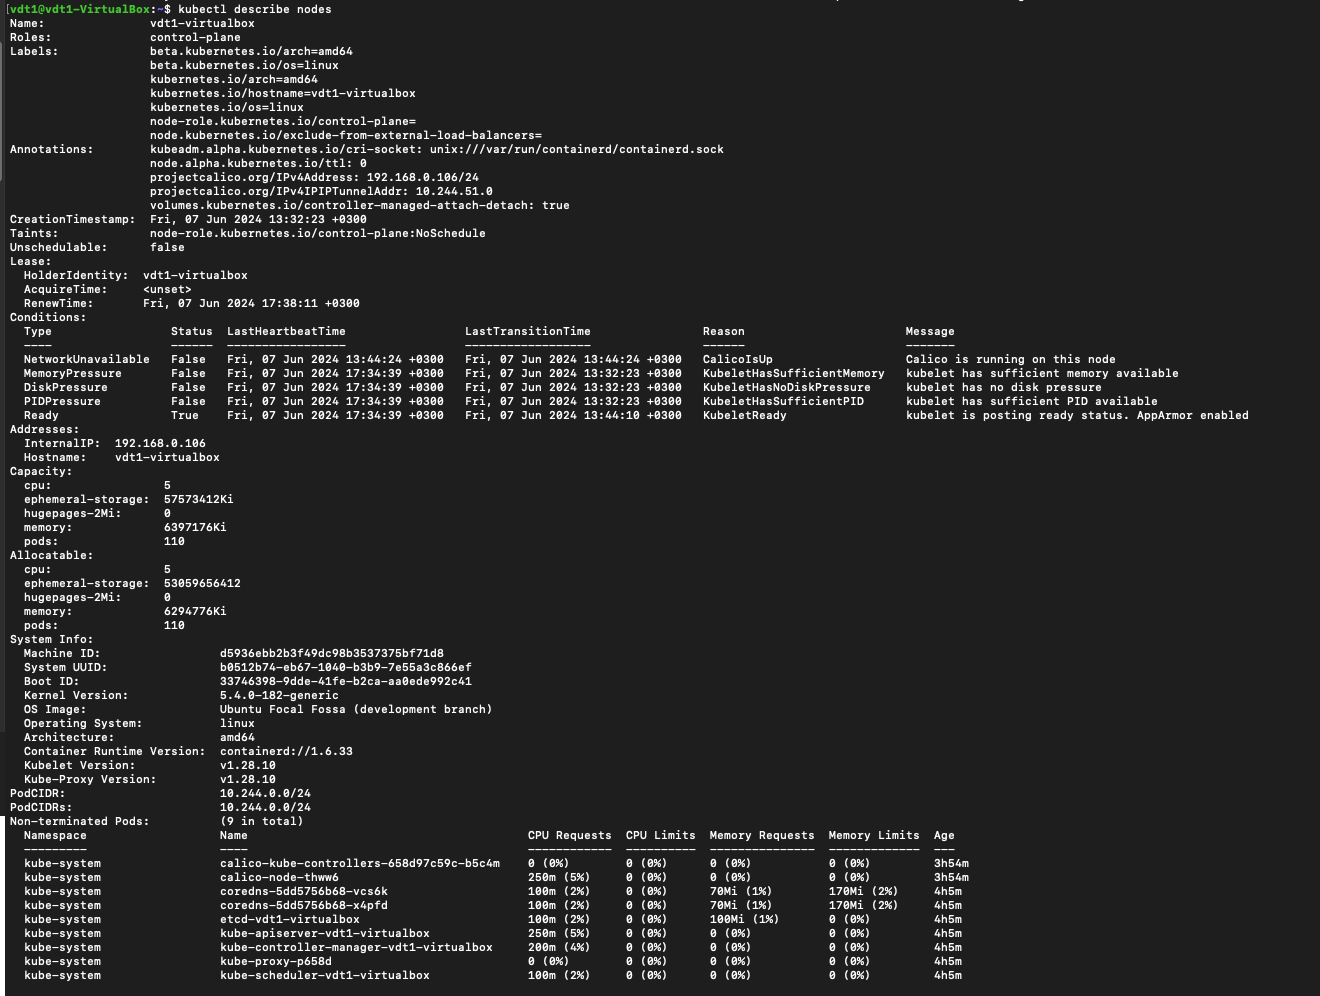 [vdt1@vdt1-VirtualBox:~$ kubectl describe nodes
Name:               vdt1-virtualbox
Roles:              control-plane
Labels:             beta.kubernetes.io/arch=amd64
                    beta.kubernetes.io/os=linux
                    kubernetes.io/arch=amd64
                    kubernetes.io/hostname=vdt1-virtualbox
                    kubernetes.io/os=linux
                    node-role.kubernetes.io/control-plane=
                    node.kubernetes.io/exclude-from-external-load-balancers=
Annotations:        kubeadm.alpha.kubernetes.io/cri-socket: unix:///var/run/containerd/containerd.sock
                    node.alpha.kubernetes.io/ttl: 0
                    projectcalico.org/IPv4Address: 192.168.0.106/24
                    projectcalico.org/IPv4IPIPTunnelAddr: 10.244.51.0
                    volumes.kubernetes.io/controller-managed-attach-detach: true
CreationTimestamp:  Fri, 07 Jun 2024 13:32:23 +0300
Taints:             node-role.kubernetes.io/control-plane:NoSchedule
Unschedulable:      false
Lease:
  HolderIdentity:  vdt1-virtualbox
  AcquireTime:     <unset>
  RenewTime:       Fri, 07 Jun 2024 17:38:11 +0300
Conditions:
  Type                 Status  LastHeartbeatTime                 LastTransitionTime                Reason                       Message
  ----                 ------  -----------------                 ------------------                ------                       -------
  NetworkUnavailable   False   Fri, 07 Jun 2024 13:44:24 +0300   Fri, 07 Jun 2024 13:44:24 +0300   CalicoIsUp                   Calico is running on this node
  MemoryPressure       False   Fri, 07 Jun 2024 17:34:39 +0300   Fri, 07 Jun 2024 13:32:23 +0300   KubeletHasSufficientMemory   kubelet has sufficient memory available
  DiskPressure         False   Fri, 07 Jun 2024 17:34:39 +0300   Fri, 07 Jun 2024 13:32:23 +0300   KubeletHasNoDiskPressure     kubelet has no disk pressure
  PIDPressure          False   Fri, 07 Jun 2024 17:34:39 +0300   Fri, 07 Jun 2024 13:32:23 +0300   KubeletHasSufficientPID      kubelet has sufficient PID available
  Ready                True    Fri, 07 Jun 2024 17:34:39 +0300   Fri, 07 Jun 2024 13:44:10 +0300   KubeletReady                 kubelet is posting ready status. AppArmor enabled
Addresses:
  InternalIP:  192.168.0.106
  Hostname:    vdt1-virtualbox
Capacity:
  cpu:                5
  ephemeral-storage:  57573412Ki
  hugepages-2Mi:      0
  memory:             6397176Ki
  pods:               110
Allocatable:
  cpu:                5
  ephemeral-storage:  53059656412
  hugepages-2Mi:      0
  memory:             6294776Ki
  pods:               110
System Info:
  Machine ID:                 d5936ebb2b3f49dc98b3537375bf71d8
  System UUID:                b0512b74-eb67-1040-b3b9-7e55a3c866ef
  Boot ID:                    33746398-9dde-41fe-b2ca-aa0ede992c41
  Kernel Version:             5.4.0-182-generic
  OS Image:                   Ubuntu Focal Fossa (development branch)
  Operating System:           linux
  Architecture:               amd64
  Container Runtime Version:  containerd://1.6.33
  Kubelet Version:            v1.28.10
  Kube-Proxy Version:         v1.28.10
PodCIDR:                      10.244.0.0/24
PodCIDRs:                     10.244.0.0/24
Non-terminated Pods:          (9 in total)
  Namespace                   Name                                        CPU Requests  CPU Limits  Memory Requests  Memory Limits  Age
  ---------                   ----                                        ------------  ----------  ---------------  -------------  ---
  kube-system                 calico-kube-controllers-658d97c59c-b5c4m    0 (0%)        0 (0%)      0 (0%)           0 (0%)         3h54m
  kube-system                 calico-node-thww6                           250m (5%)     0 (0%)      0 (0%)           0 (0%)         3h54m
  kube-system                 coredns-5dd5756b68-vcs6k                    100m (2%)     0 (0%)      70Mi (1%)        170Mi (2%)     4h5m
  kube-system                 coredns-5dd5756b68-x4pfd                    100m (2%)     0 (0%)      70Mi (1%)        170Mi (2%)     4h5m
  kube-system                 etcd-vdt1-virtualbox                        100m (2%)     0 (0%)      100Mi (1%)       0 (0%)         4h5m
  kube-system                 kube-apiserver-vdt1-virtualbox              250m (5%)     0 (0%)      0 (0%)           0 (0%)         4h5m
  kube-system                 kube-controller-manager-vdt1-virtualbox     200m (4%)     0 (0%)      0 (0%)           0 (0%)         4h5m
  kube-system                 kube-proxy-p658d                            0 (0%)        0 (0%)      0 (0%)           0 (0%)         4h5m
  kube-system                 kube-scheduler-vdt1-virtualbox              100m (2%)     0 (0%)      0 (0%)           0 (0%)         4h5m